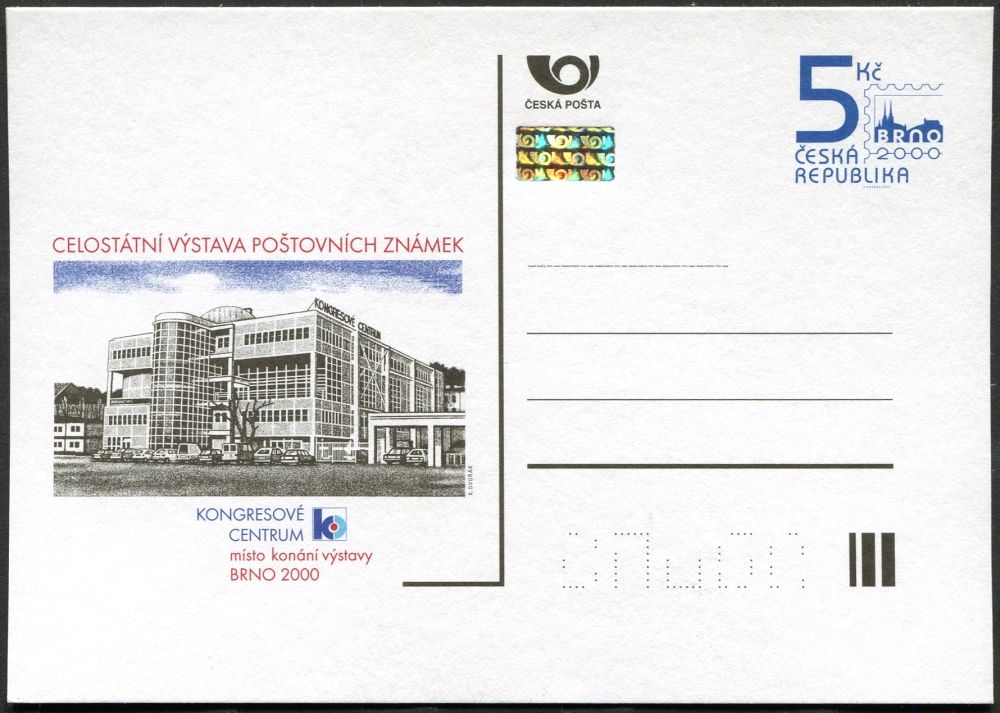 CELOSTÁTNÍ VÝSTAVA POŠTOVNÍCH ZNÁMEK
KONGRESOVÉ CENTRUM
K. DVOŘÁK
KONGRESOVÉ
CENTRUM
místo konání výstavy
BRNO 2000
ČESKÁ POŠTA
5 Kč
BRNO
2000
ČESKÁ
REPUBLIKA